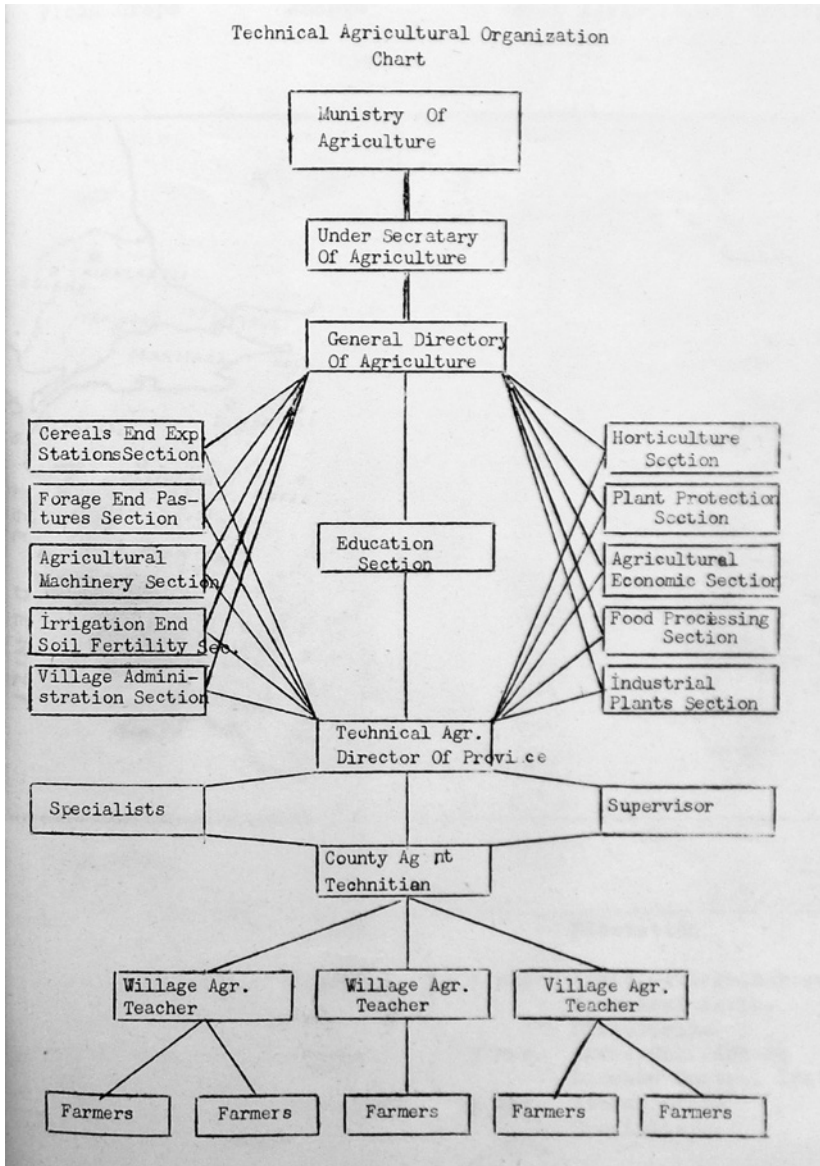 Technical Agricultural Organization
Chart
Munistry Of
Agriculture
Under Secratary
Of Agriculture
General Directory
Of Agriculture
Cereals End Exp
StationsSection
Forage End Pas-
tures Section
Agricultural
Machinery Section
İrrigation End
Soil Fertility Sec.
Village Admini-
stration Section
Education
Section
Horticulture
Section
Plant Protection
Section
Agricultural
Economic Section
Food Processing
Section
İndustrial
Plants Section
Technical Agr.
Director Of Provi.ce
Specialists
Supervisor
County Ag nt
Technitian
Willage Agr.
Teacher
Willage Agr.
Teacher
Village Agr.
Teacher
Farmers
Farmers
Farmers
Farmers
Farmers